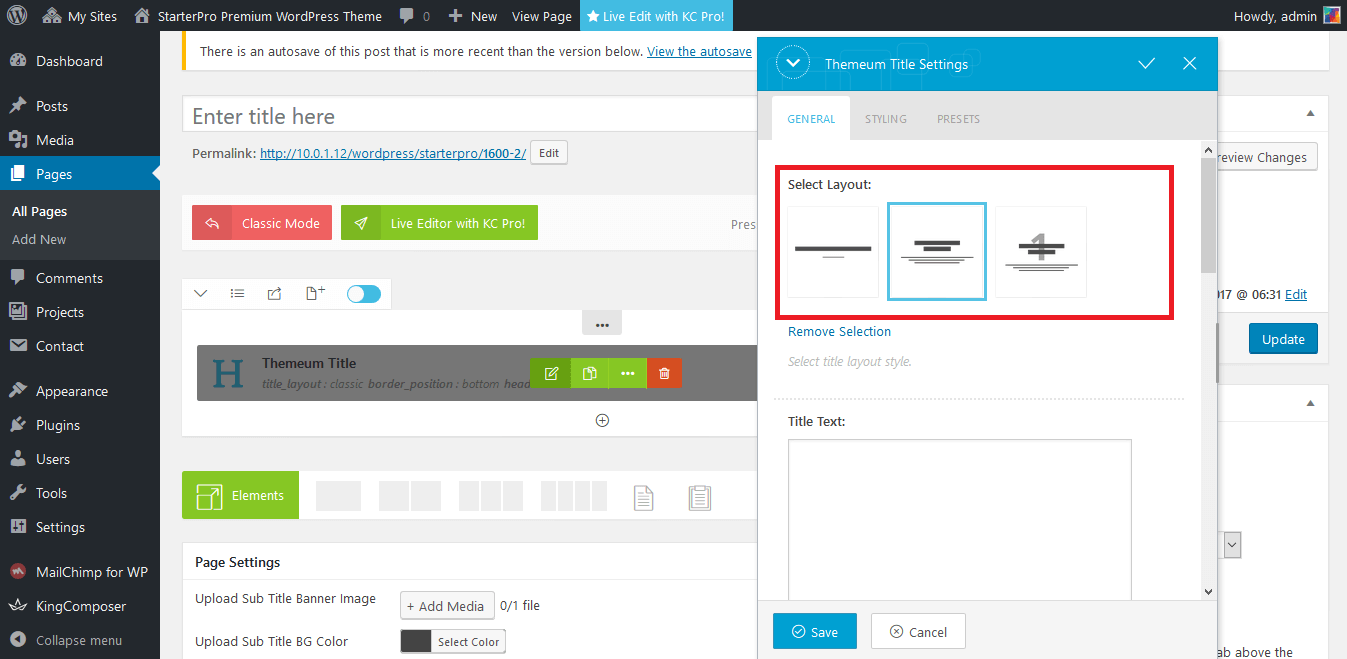 My Sites
StarterPro Premium WordPress Theme
0
New
View Page
Live Edit with KC Pro!
Howdy, admin
Dashboard
Posts
Media
Pages
All Pages
Add New
Comments
Projects
Contact
Appearance
Plugins
Users
Tools
Settings
MailChimp for WP
KingComposer
Collapse menu
There is an autosave of this post that is more recent than the version below. View the autosave
Enter title here
Permalink: http://10.0.1.12/wordpress/starterpro/1600-2/ Edit
Classic Mode
Live Editor with KC Pro!
Pres
Themeum Title
title_layout : classic border_position : bottom head
Elements
Page Settings
Upload Sub Title Banner Image
+ Add Media
0/1 file
Upload Sub Title BG Color
Select Color
Themeum Title Settings
GENERAL
STYLING
PRESETS
Select Layout:
1
Remove Selection
Select title layout style.
Title Text:
Save
Cancel
review Changes
017 @ 06:31 Edit
Update
ab above the